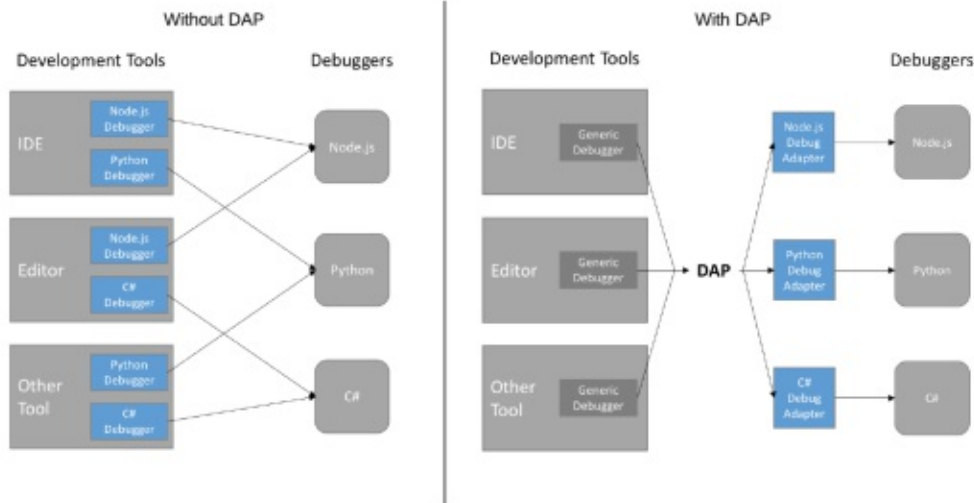 Without DAP
Development Tools
Debuggers
IDE
Node.js
Debugger
Python
Debugger
Node.js
Editor
Node.js
Debugger
C#
Debugger
Python
Other
Tool
Python
Debugger
C#
Debugger
C#
With DAP
Development Tools
Debuggers
IDE
Generic
Debugger
Node.js
Debug
Adapter
Node.js
Editor
Generic
Debugger
DAP
Python
Debug
Adapter
Python
Other
Tool
Generic
Debugger
C#
Debug
Adapter
C#